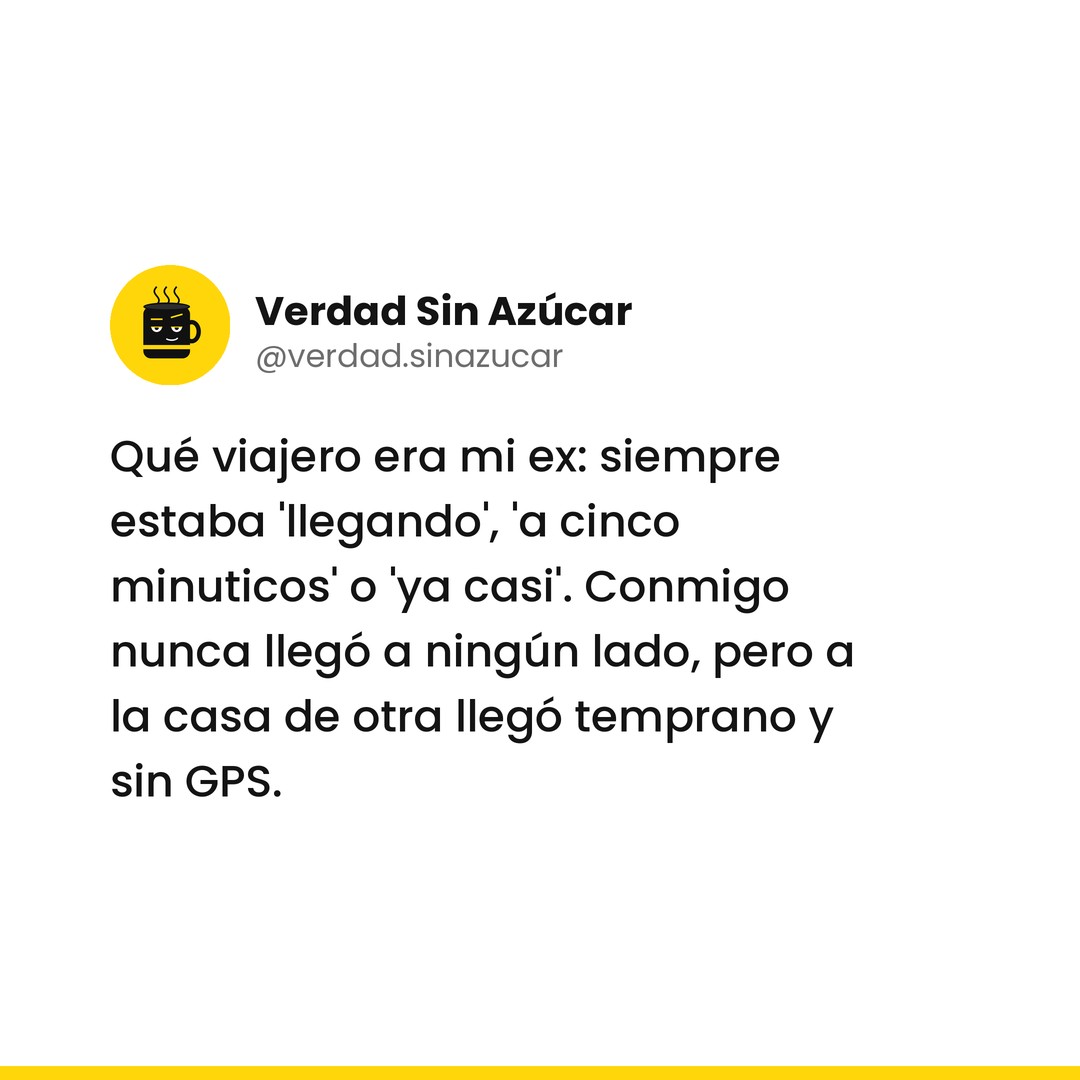 Verdad Sin Azúcar
@verdad.sinazucar
Qué viajero era mi ex: siempre
estaba 'llegando', 'a cinco
minuticos' o 'ya casi'. Conmigo
nunca llegó a ningún lado, pero a
la casa de otra llegó temprano y
sin GPS.